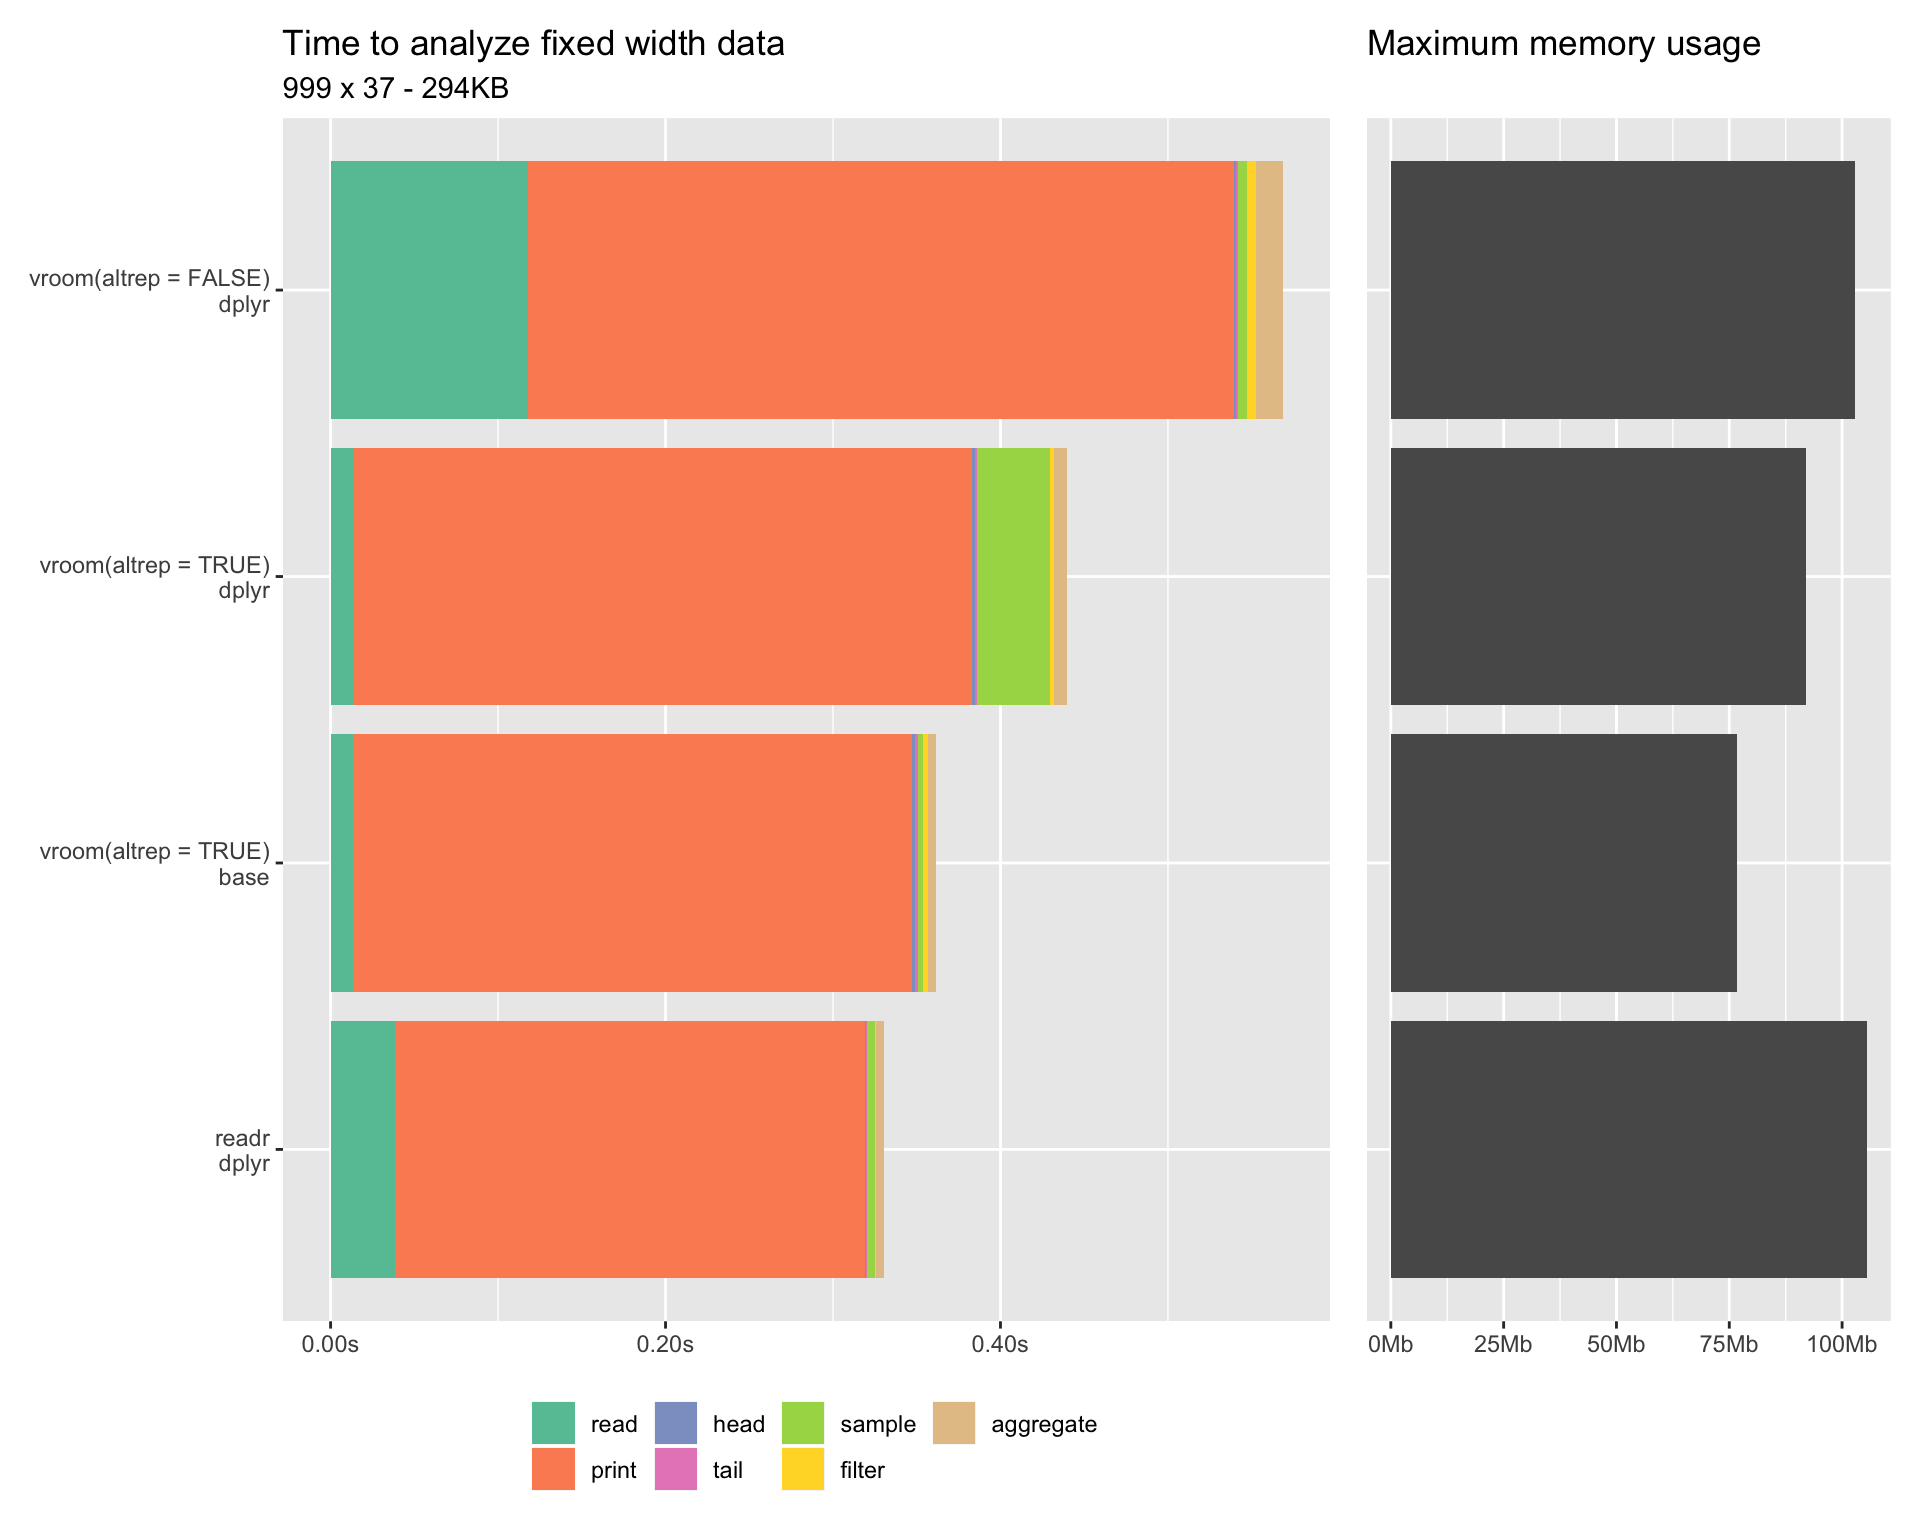 Time to analyze fixed width data
999 x 37 - 294KB
Maximum memory usage
vroom(altrep = FALSE)
dplyr
vroom(altrep = TRUE)
dplyr
vroom(altrep = TRUE)
base
readr
dplyr
0.00s 0.20s 0.40s
0Mb 25Mb 50Mb 75Mb 100Mb
read head sample aggregate
print tail filter